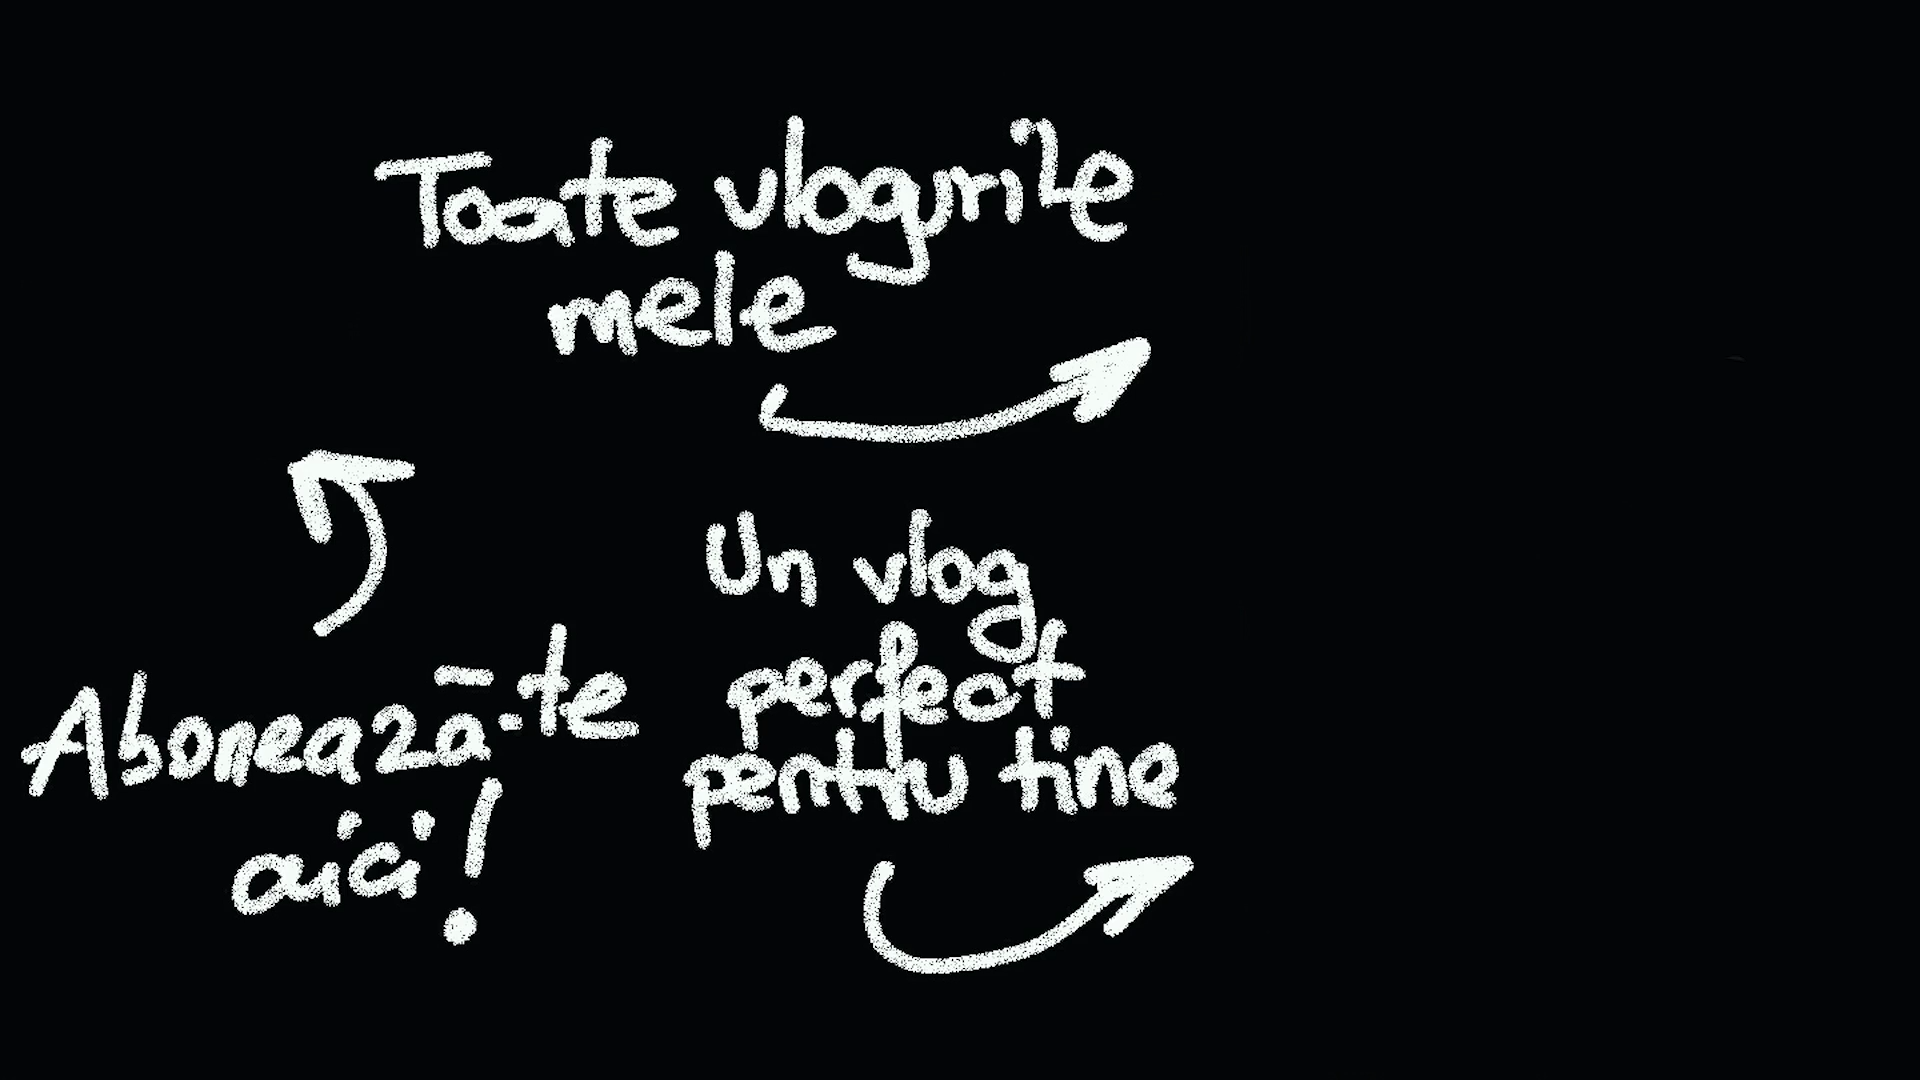 Toate vlogurile
mele
Un vlog
perfect
pentru tine
Abonează-te
aici!